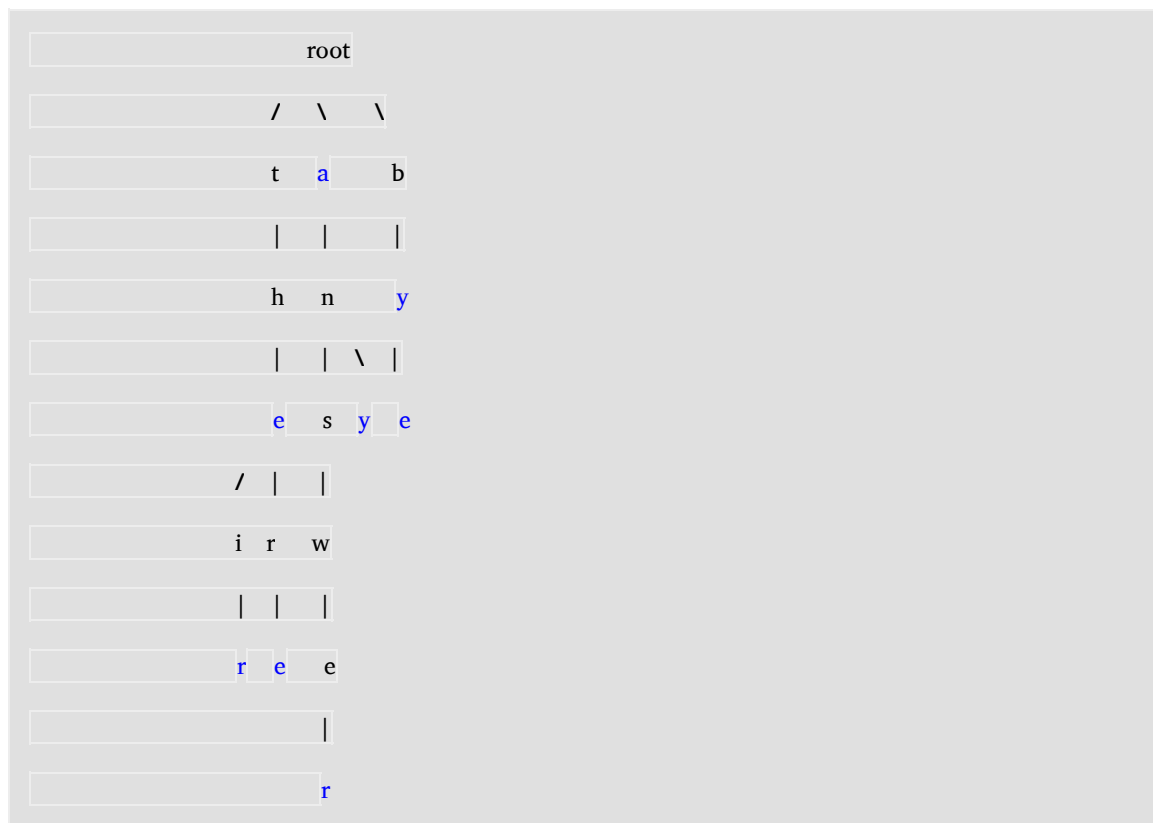 root
/ \ \
t a b
| | |
h n y
| | \ |
e s y e
/ | |
i r w
| | |
r e e
|
r